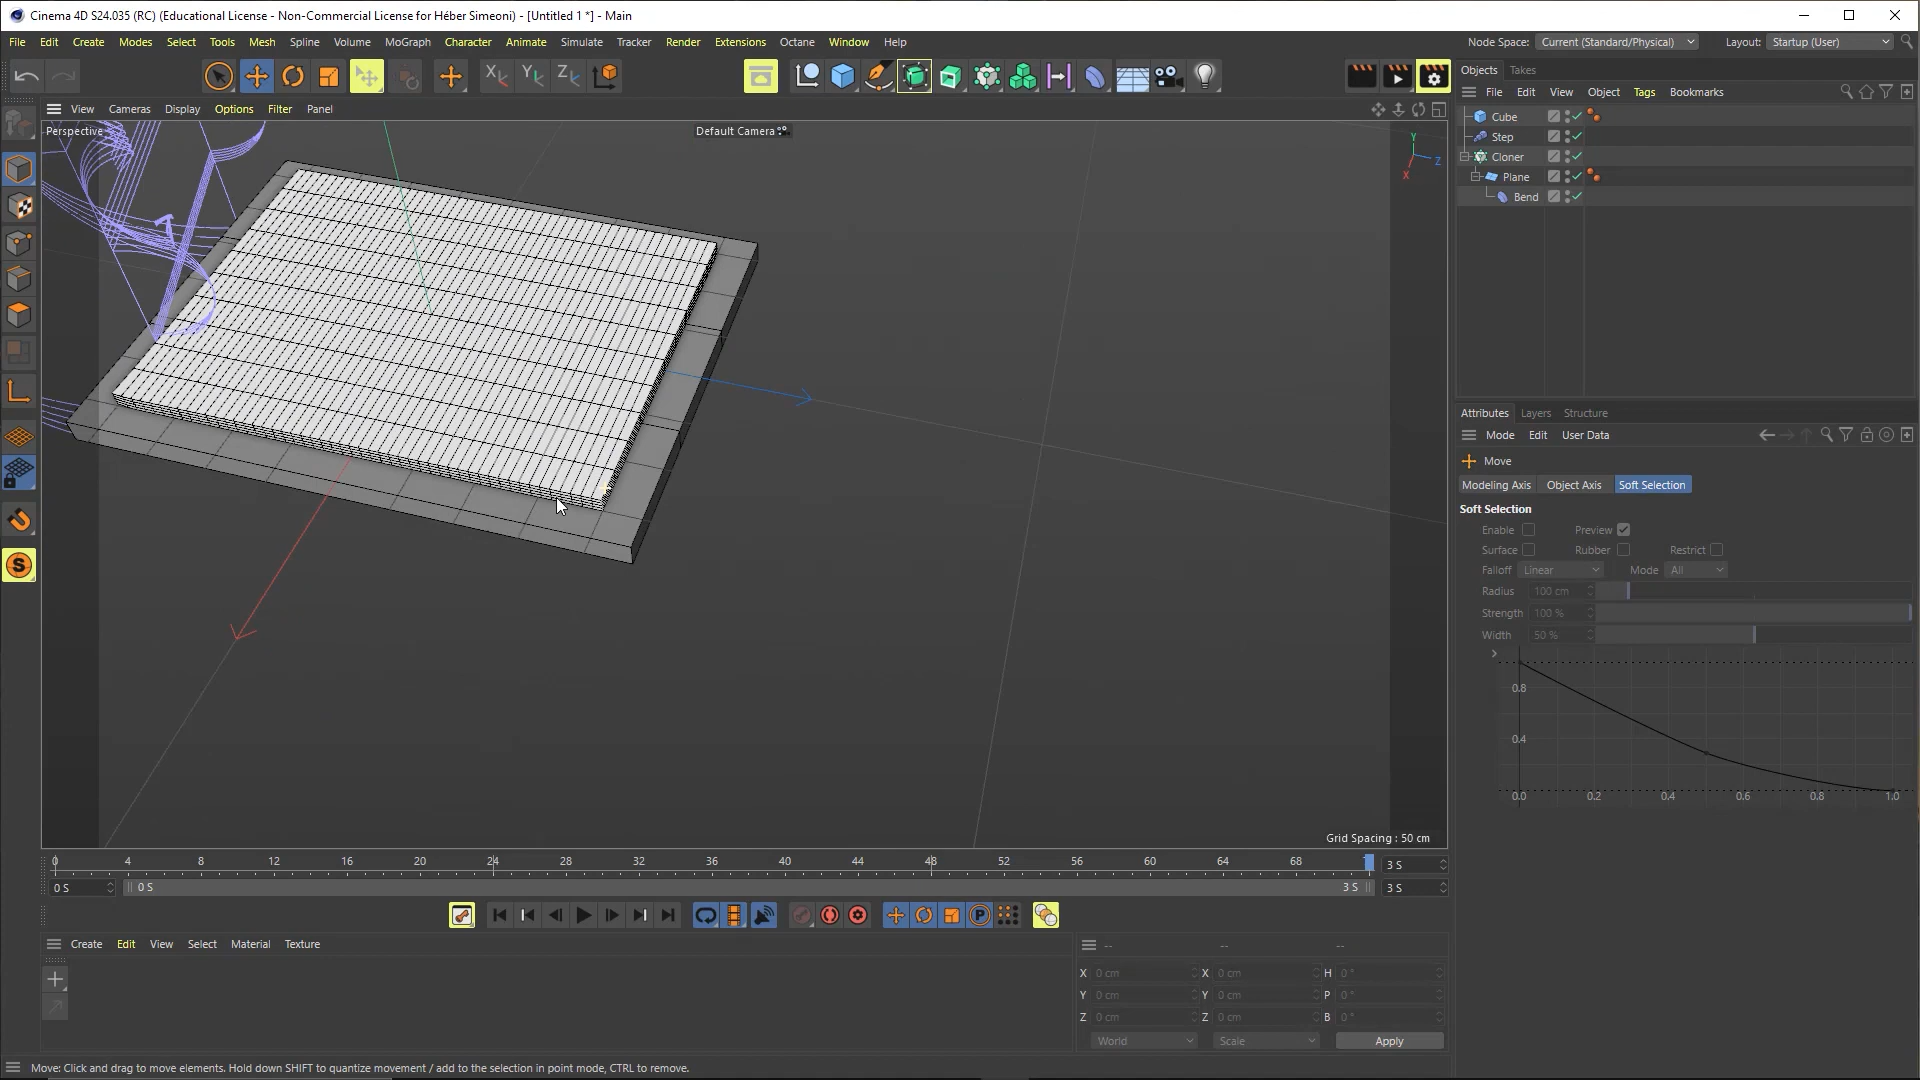 Cinema 4D S24.035 (RC) (Educational License - Non-Commercial License for Héber Simeoni) - [Untitled 1 *] - Main
File Edit Create Modes Select Tools Mesh Spline Volume MoGraph Character Animate Simulate Tracker Render Extensions Octane Window Help Node Space: Current (Standard/Physical) Layout: Startup (User)
X Y Z
Objects Takes
File Edit View Object Tags Bookmarks
View Cameras Display Options Filter Panel
Perspective Default Camera
Y Z X
Cube
Step
Cloner
Plane
Bend
Attributes Layers Structure
Mode Edit User Data
Move
Modeling Axis Object Axis Soft Selection
Soft Selection
Enable Preview
Surface Rubber Restrict
Falloff Linear Mode All
Radius 100 cm
Strength 100 %
Width 50 %
0.8
0.4
0.0 0.2 0.4 0.6 0.8 1.0
S
Grid Spacing : 50 cm
0 4 8 12 16 20 24 28 32 36 40 44 48 52 56 60 64 68 3 S
0 S 0 S 3 S 3 S
P
Create Edit View Select Material Texture
-- -- --
X 0 cm X 0 cm H 0 °
Y 0 cm Y 0 cm P 0 °
Z 0 cm Z 0 cm B 0 °
World Scale Apply
Move: Click and drag to move elements. Hold down SHIFT to quantize movement / add to the selection in point mode, CTRL to remove.